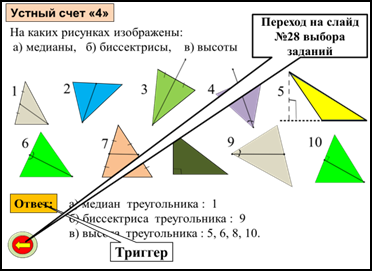 Устный счет «4»
На каких рисунках изображены:
а) медианы, б) биссектрисы, в) высоты
Переход на слайд
№28 выбора
заданий
1 2 3 4 5
6 7 9 10
Ответ:
а) медиан треугольника : 1
б) биссектриса треугольника : 9
в) высота треугольника : 5, 6, 8, 10.
Триггер